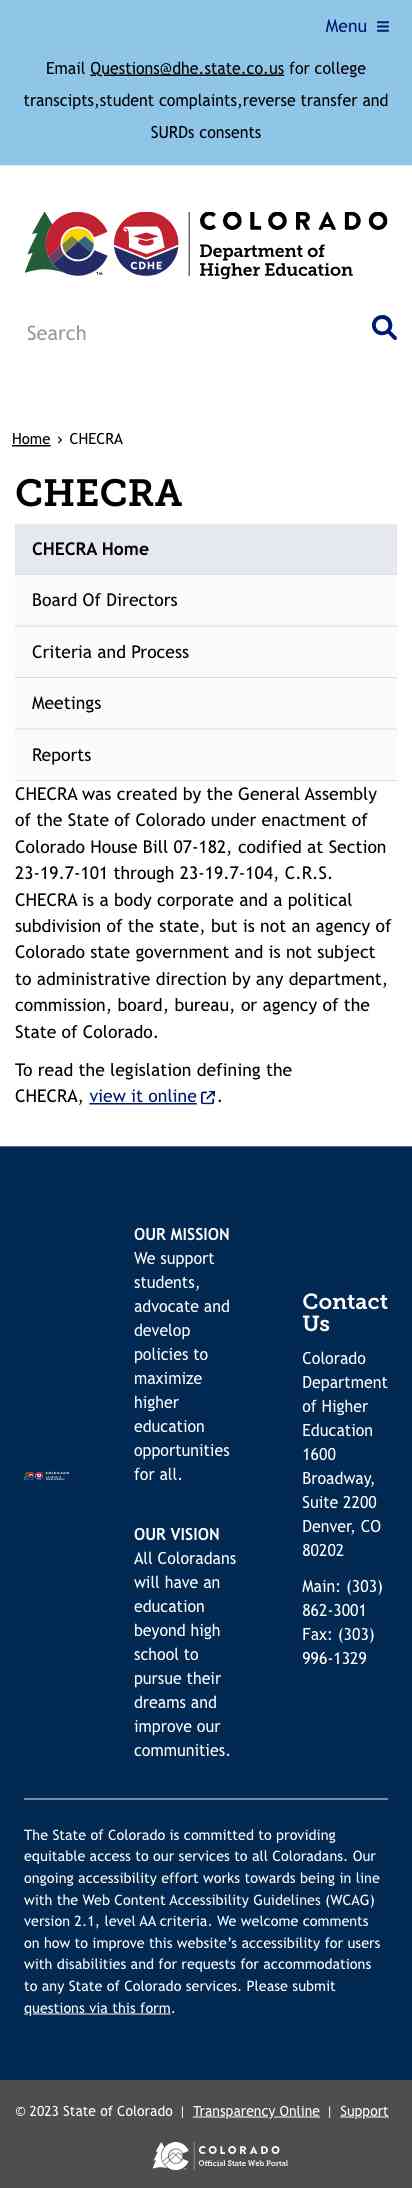 Menu
Email Questions@dhe.state.co.us for college
transcipts,student complaints,reverse transfer and
SURDs consents
COLORADO
CDHE
Department of
Higher Education
Search
Home › CHECRA
CHECRA
CHECRA Home
Board Of Directors
Criteria and Process
Meetings
Reports
CHECRA was created by the General Assembly
of the State of Colorado under enactment of
Colorado House Bill 07-182, codified at Section
23-19.7-101 through 23-19.7-104, C.R.S.
CHECRA is a body corporate and a political
subdivision of the state, but is not an agency of
Colorado state government and is not subject
to administrative direction by any department,
commission, board, bureau, or agency of the
State of Colorado.
To read the legislation defining the
CHECRA, view it online.
OUR MISSION
We support
students,
advocate and
develop
policies to
maximize
higher
education
opportunities
for all.
OUR VISION
All Coloradans
will have an
education
beyond high
school to
pursue their
dreams and
improve our
communities.
Contact
Us
Colorado
Department
of Higher
Education
1600
Broadway,
Suite 2200
Denver, CO
80202
Main: (303)
862-3001
Fax: (303)
996-1329
The State of Colorado is committed to providing
equitable access to our services to all Coloradans. Our
ongoing accessibility effort works towards being in line
with the Web Content Accessibility Guidelines (WCAG)
version 2.1, level AA criteria. We welcome comments
on how to improve this website's accessibility for users
with disabilities and for requests for accommodations
to any State of Colorado services. Please submit
questions via this form.
© 2023 State of Colorado | Transparency Online | Support
COLORADO
Official State Web Portal